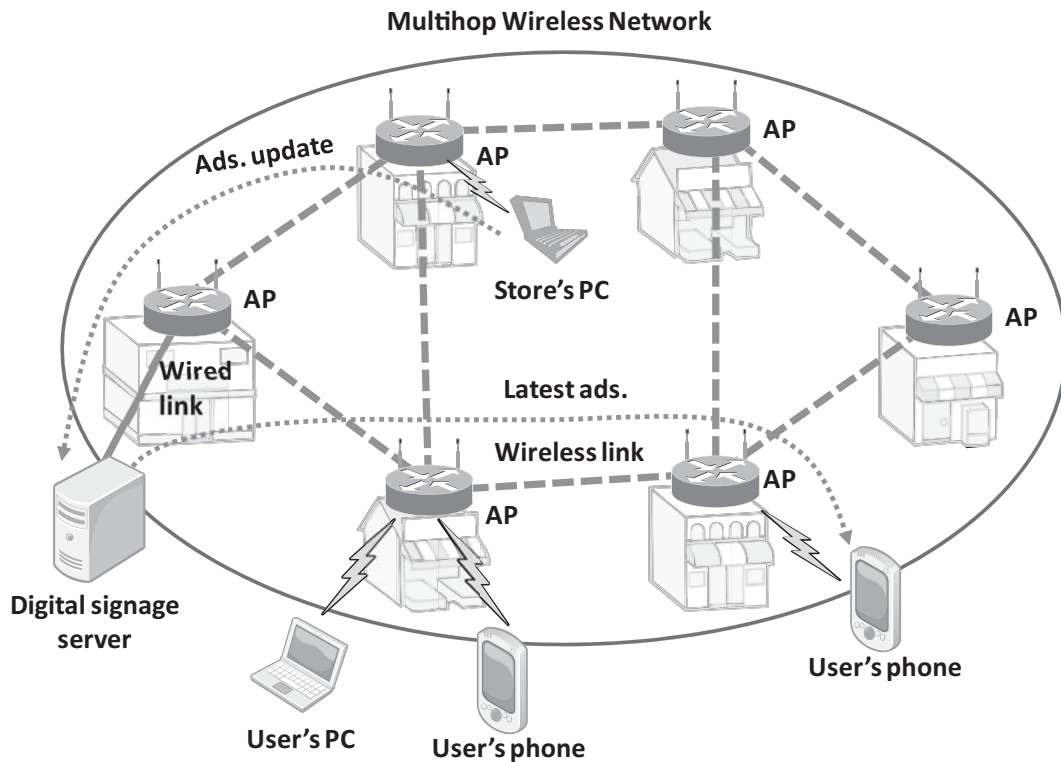 Multihop Wireless Network
AP
Ads. update
AP
Store's PC
AP
AP
Wired
link
Latest ads.
Wireless link
AP
AP
Digital signage
server
User's phone
User's PC
User's phone